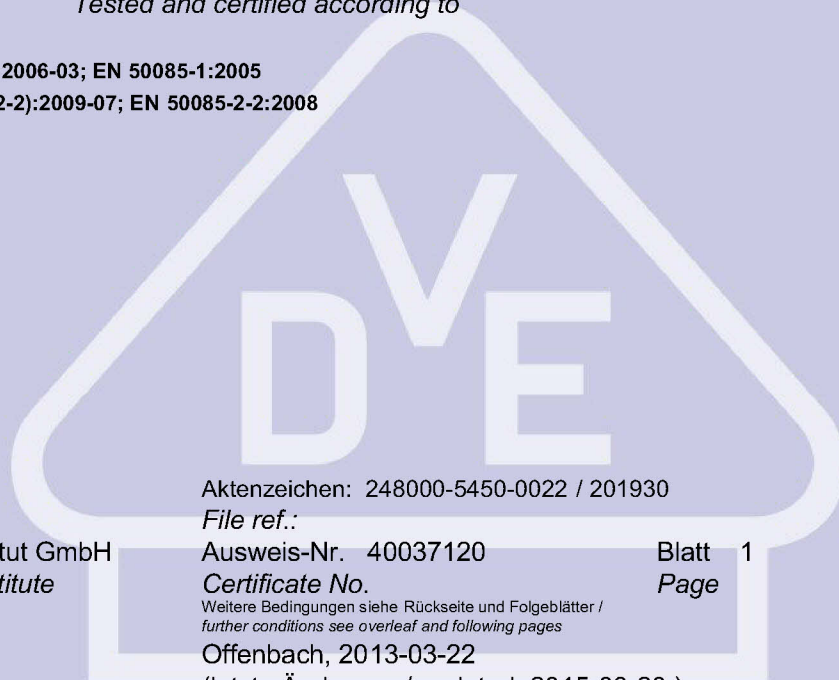 Tested and certified according to
2006-03; EN 50085-1:2005
2-2):2009-07; EN 50085-2-2:2008
VDE
Aktenzeichen: 248000-5450-0022 / 201930
File ref.:
tut GmbH Ausweis-Nr. 40037120 Blatt 1
titute Certificate No. Page
Weitere Bedingungen siehe Rückseite und Folgeblätter /
further conditions see overleaf and following pages
Offenbach, 2013-03-22